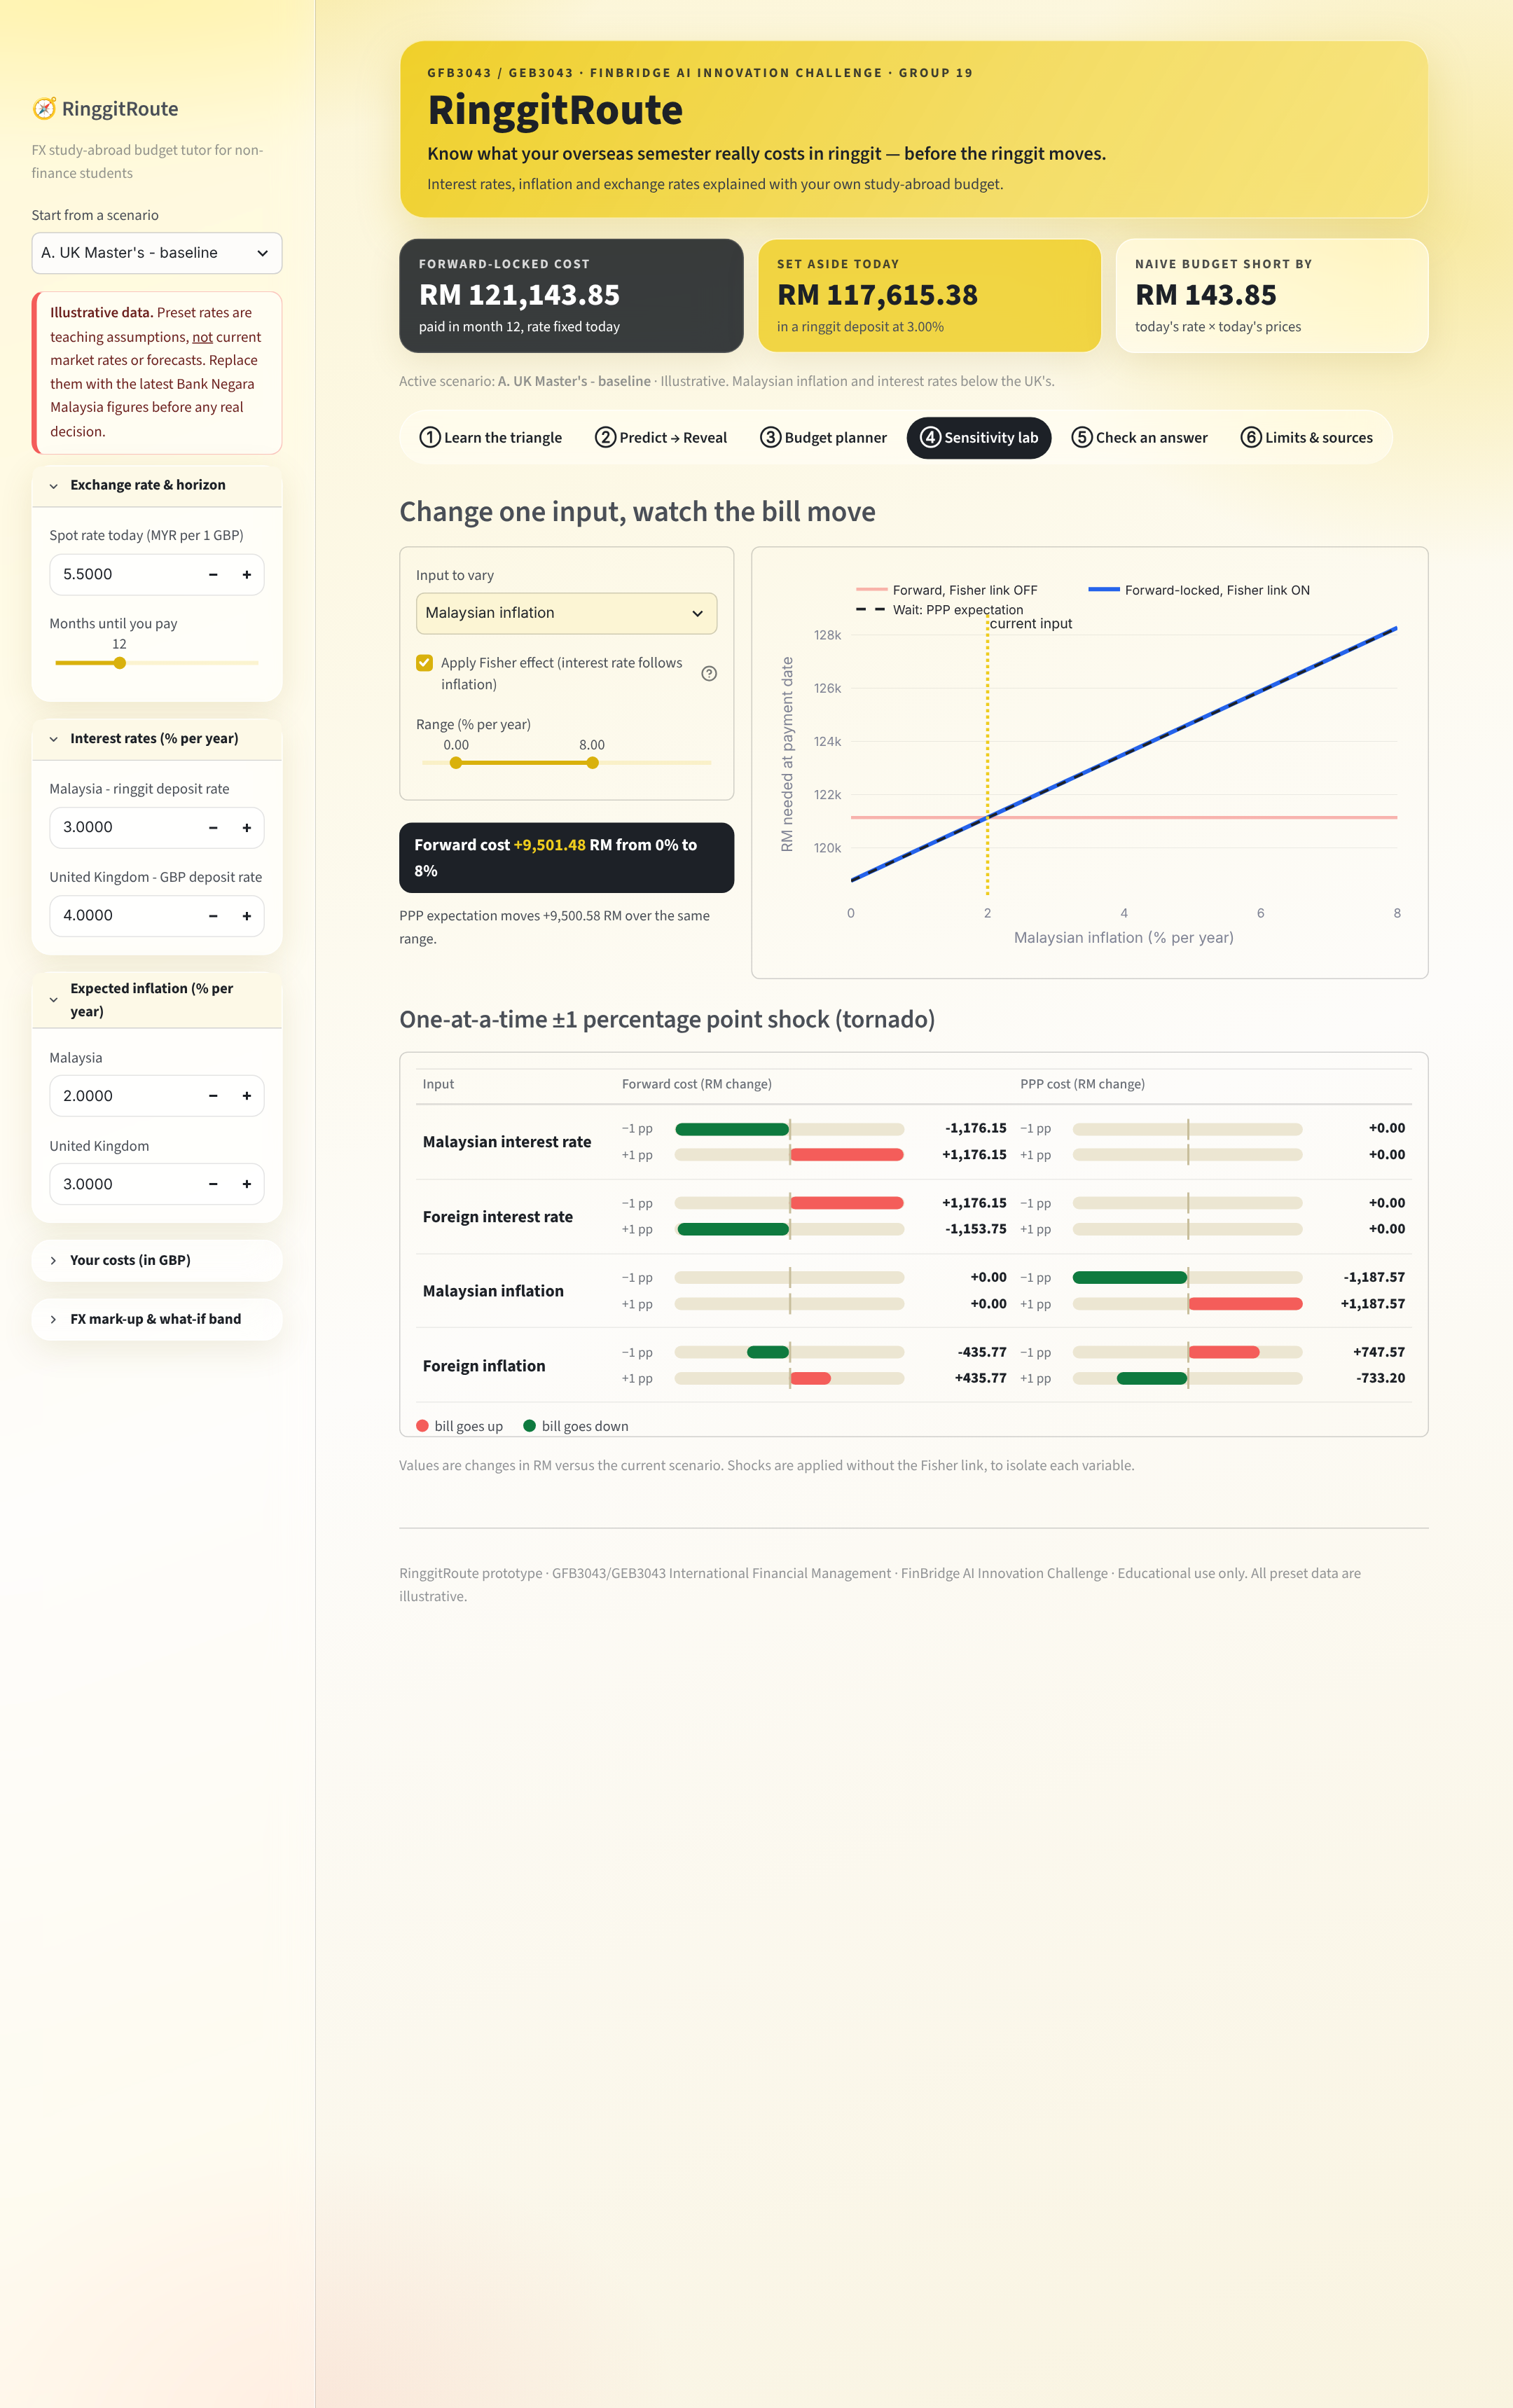 🧭 RinggitRoute
FX study-abroad budget tutor for non-
finance students
Start from a scenario
A. UK Master's - baseline
Illustrative data. Preset rates are
teaching assumptions, not current
market rates or forecasts. Replace
them with the latest Bank Negara
Malaysia figures before any real
decision.
Exchange rate & horizon
Spot rate today (MYR per 1 GBP)
5.5000
Months until you pay
12
Interest rates (% per year)
Malaysia - ringgit deposit rate
3.0000
United Kingdom - GBP deposit rate
4.0000
Expected inflation (% per
year)
Malaysia
2.0000
United Kingdom
3.0000
Your costs (in GBP)
FX mark-up & what-if band
GFB3043 / GEB3043 · FINBRIDGE AI INNOVATION CHALLENGE · GROUP 19
RinggitRoute
Know what your overseas semester really costs in ringgit — before the ringgit moves.
Interest rates, inflation and exchange rates explained with your own study-abroad budget.
FORWARD-LOCKED COST
RM 121,143.85
paid in month 12, rate fixed today
SET ASIDE TODAY
RM 117,615.38
in a ringgit deposit at 3.00%
NAIVE BUDGET SHORT BY
RM 143.85
today's rate × today's prices
Active scenario: A. UK Master's - baseline · Illustrative. Malaysian inflation and interest rates below the UK's.
① Learn the triangle ② Predict → Reveal ③ Budget planner ④ Sensitivity lab ⑤ Check an answer ⑥ Limits & sources
Change one input, watch the bill move
Input to vary
Malaysian inflation
Apply Fisher effect (interest rate follows
inflation)
Range (% per year)
0.00 8.00
Forward cost +9,501.48 RM from 0% to
8%
PPP expectation moves +9,500.58 RM over the same
range.
Forward, Fisher link OFF Forward-locked, Fisher link ON
Wait: PPP expectation
current input
128k
126k
124k
122k
120k
RM needed at payment date
0 2 4 6 8
Malaysian inflation (% per year)
One-at-a-time ±1 percentage point shock (tornado)
Input Forward cost (RM change) PPP cost (RM change)
Malaysian interest rate
−1 pp -1,176.15 −1 pp +0.00
+1 pp +1,176.15 +1 pp +0.00
Foreign interest rate
−1 pp +1,176.15 −1 pp +0.00
+1 pp -1,153.75 +1 pp +0.00
Malaysian inflation
−1 pp +0.00 −1 pp -1,187.57
+1 pp +0.00 +1 pp +1,187.57
Foreign inflation
−1 pp -435.77 −1 pp +747.57
+1 pp +435.77 +1 pp -733.20
bill goes up bill goes down
Values are changes in RM versus the current scenario. Shocks are applied without the Fisher link, to isolate each variable.
RinggitRoute prototype · GFB3043/GEB3043 International Financial Management · FinBridge AI Innovation Challenge · Educational use only. All preset data are
illustrative.